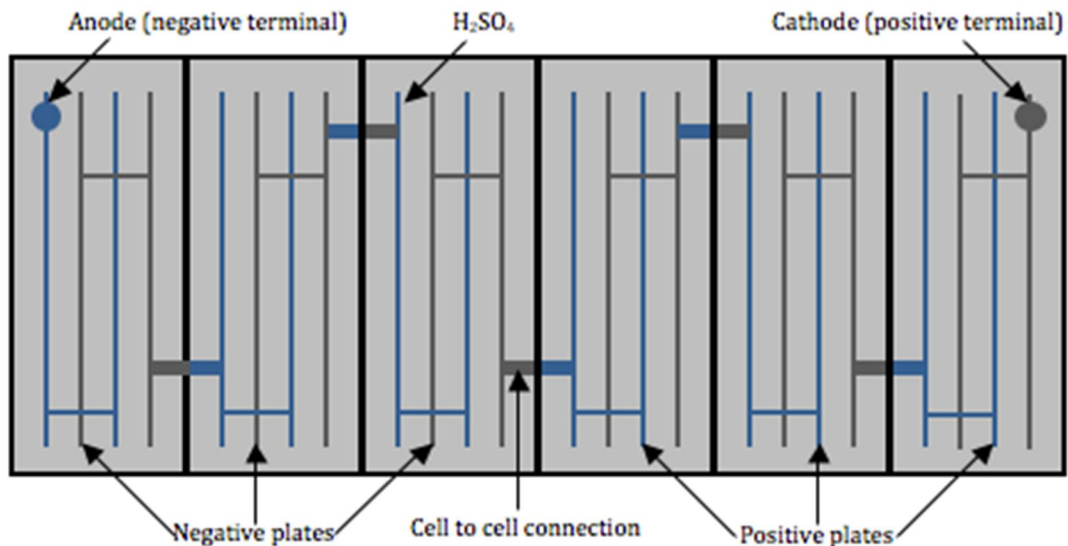 Anode (negative terminal)
H₂SO₄
Cathode (positive terminal)
Negative plates
Cell to cell connection
Positive plates